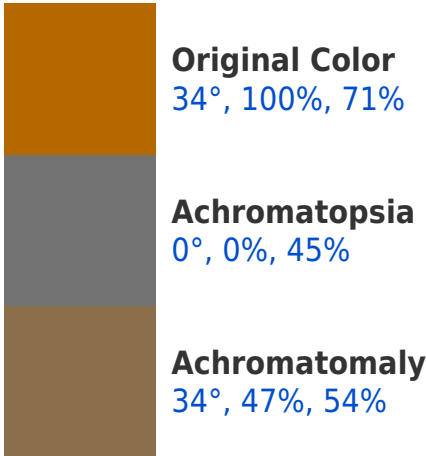 Original Color
34°, 100%, 71%
Achromatopsia
0°, 0%, 45%
Achromatomaly
34°, 47%, 54%